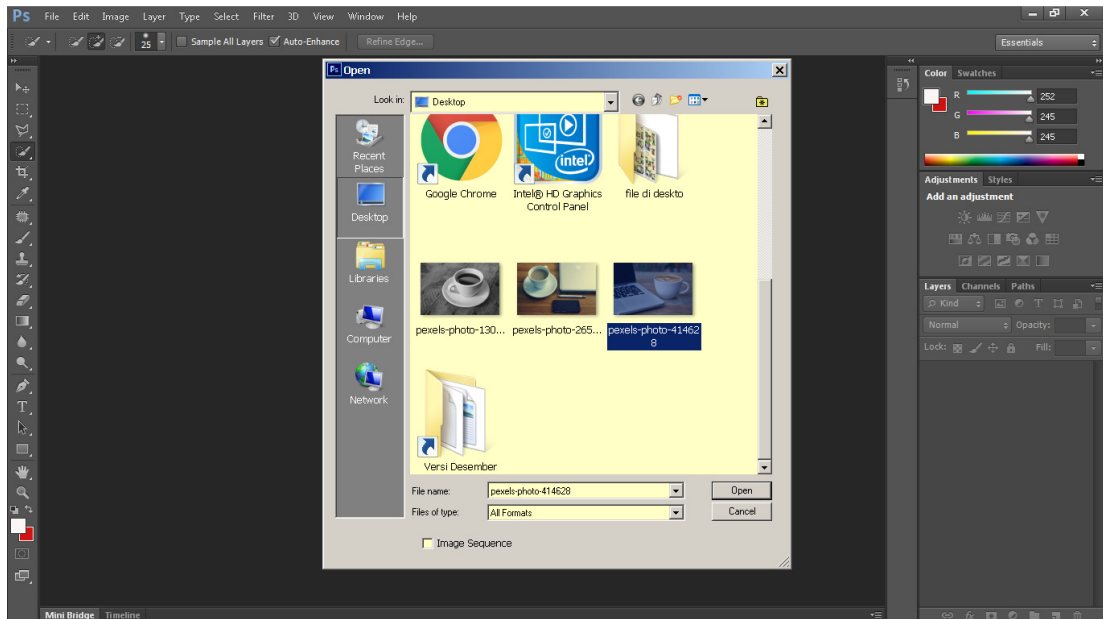 Ps File Edit Image Layer Type Select Filter 3D View Window Help
25 Sample All Layers Auto-Enhance Refine Edge... Essentials
Ps Open
Look in: Desktop
Recent Places
Desktop
Libraries
Computer
Network
Google Chrome
intel
Intel® HD Graphics
Control Panel
file di deskto
pexels-photo-130...
pexels-photo-265...
pexels-photo-41462
8
Versi Desember
File name: pexels-photo-414628 Open
Files of type: All Formats Cancel
Image Sequence
Color Swatches
R 252
G 245
B 245
Adjustments Styles
Add an adjustment
Layers Channels Paths
Kind
Normal Opacity:
Lock: Fill:
Mini Bridge Timeline